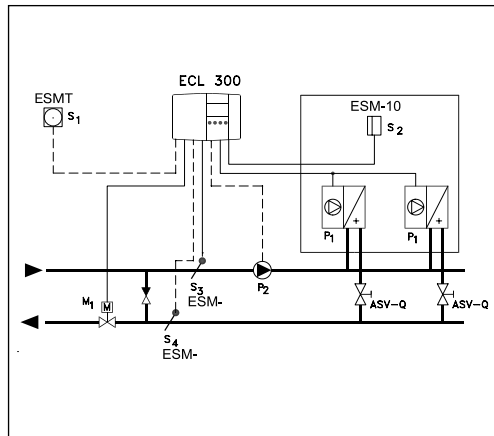 ECL 300
ESMT
S1
ESM-10
S2
P1
P1
S3
ESM-
P2
M1
M
ASV-Q
ASV-Q
S4
ESM-